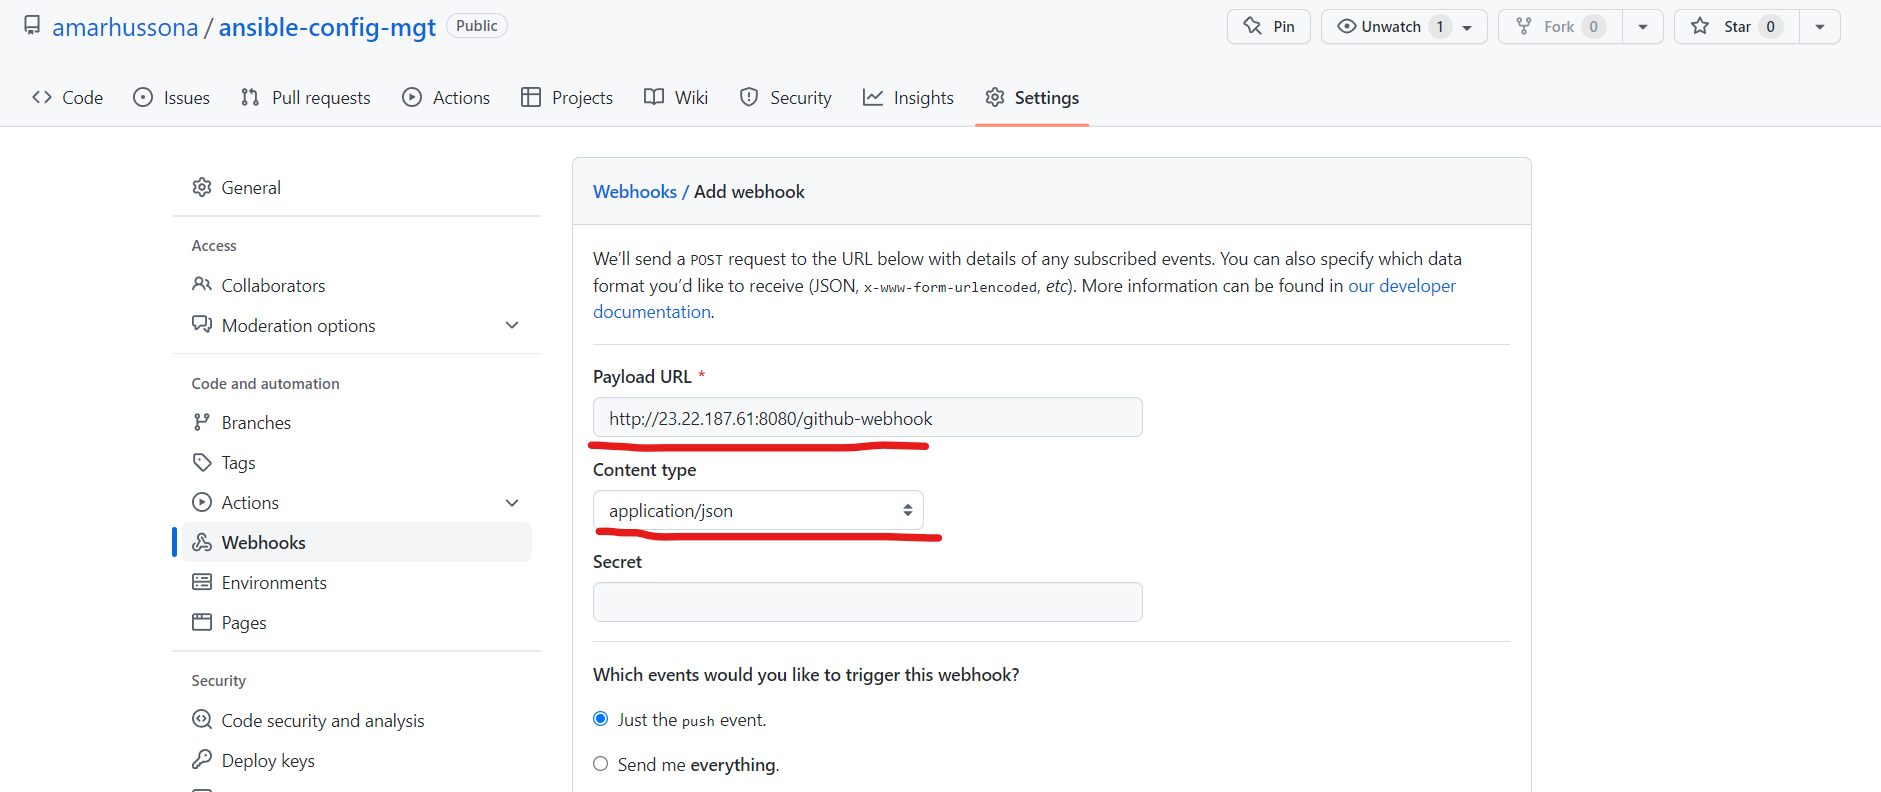 amarhussona / ansible-config-mgt Public
Pin
Unwatch 1
Fork 0
Star 0
Code
Issues
Pull requests
Actions
Projects
Wiki
Security
Insights
Settings
General
Access
Collaborators
Moderation options
Code and automation
Branches
Tags
Actions
Webhooks
Environments
Pages
Security
Code security and analysis
Deploy keys
Webhooks / Add webhook
We’ll send a POST request to the URL below with details of any subscribed events. You can also specify which data
format you’d like to receive (JSON, x-www-form-urlencoded, etc). More information can be found in our developer
documentation.
Payload URL *
http://23.22.187.61:8080/github-webhook
Content type
application/json
Secret
Which events would you like to trigger this webhook?
Just the push event.
Send me everything.